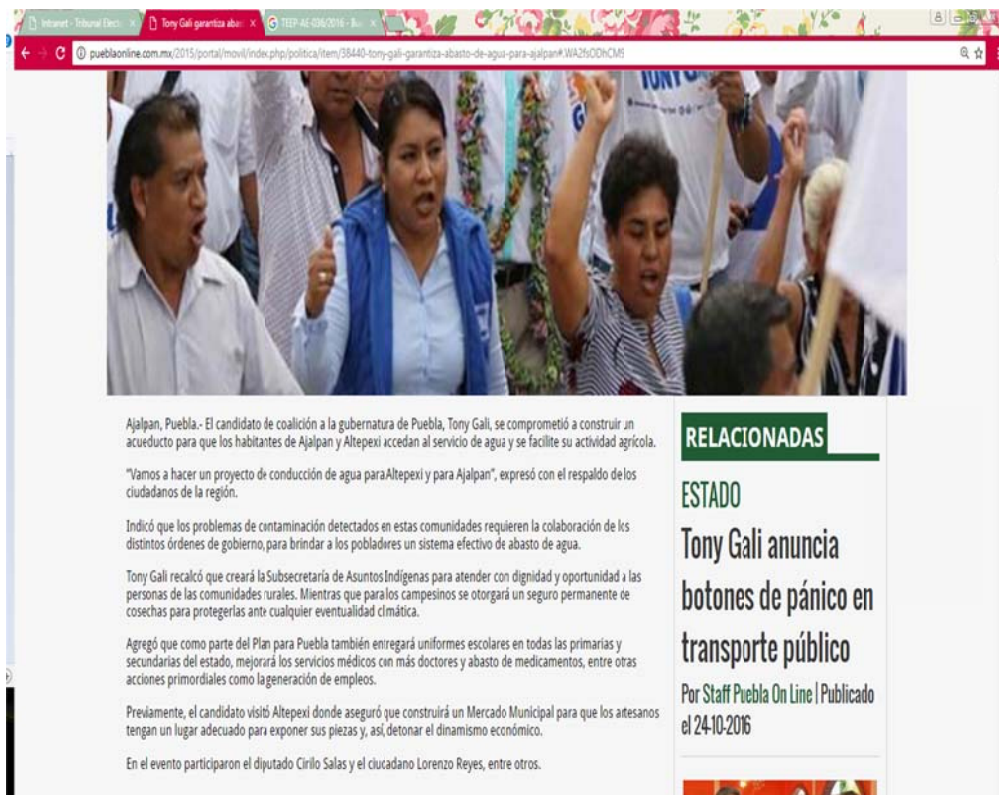 Intranet - Tribunal Elect
Tony Gali garantiza abas
TEEP-AE-036/2016 - Bu
pueblaonline.com.mx/2015/portal/movil/index.php/politica/item/38440-tony-gali-garantiza-abasto-de-agua-para-ajalpan#.WA2fsODhCM9
TONY
Ajalpan, Puebla.- El candidato de coalición a la gubernatura de Puebla, Tony Gali, se comprometió a construir un
acueducto para que los habitantes de Ajalpan y Altepexi accedan al servicio de agua y se facilite su actividad agrícola.
"Vamos a hacer un proyecto de conducción de agua para Altepexi y para Ajalpan", expresó con el respaldo de los
ciudadanos de la región.
Indicó que los problemas de contaminación detectados en estas comunidades requieren la colaboración de los
distintos órdenes de gobierno, para brindar a los pobladores un sistema efectivo de abasto de agua.
Tony Gali recalcó que creará la Subsecretaría de Asuntos Indígenas para atender con dignidad y oportunidad a las
personas de las comunidades rurales. Mientras que para los campesinos se otorgará un seguro permanente de
cosechas para protegerlas ante cualquier eventualidad climática.
Agregó que como parte del Plan para Puebla también entregará uniformes escolares en todas las primarias y
secundarias del estado, mejorará los servicios médicos con más doctores y abasto de medicamentos, entre otras
acciones primordiales como la generación de empleos.
Previamente, el candidato visitó Altepexi donde aseguró que construirá un Mercado Municipal para que los artesanos
tengan un lugar adecuado para exponer sus piezas y, así, detonar el dinamismo económico.
En el evento participaron el diputado Cirilo Salas y el ciudadano Lorenzo Reyes, entre otros.
RELACIONADAS
ESTADO
Tony Gali anuncia
botones de pánico en
transporte público
Por Staff Puebla On Line | Publicado
el 24-10-2016